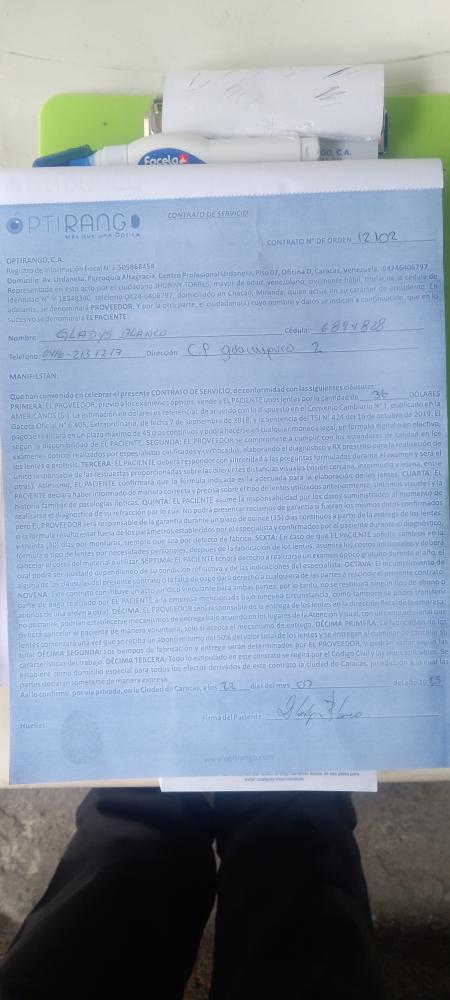 Facela
GO, C.A.
ÓPTIRANGO
MÁS QUE UNA ÓPTICA
CONTRATO DE SERVICIO
CONTRATO N° DE ORDEN 12102
OPTIRANGO, C.A.
Registro de Información Fiscal N° J-505868454
Domicilio: Av. Urdaneta, Parroquia Altagracia, Centro Profesional Urdaneta, Piso 07, Oficina D, Caracas, Venezuela. 04246406797
Representada en este acto por el ciudadano JHONNY TORRES, mayor de edad, venezolano, civilmente hábil, titular de la cédula de
identidad N° V-18348340, teléfono 0424-6406797, domiciliado en Chacao, Miranda, quien actúa en su carácter de presidente. En
adelante, se denominará PROVEEDOR. Y por la otra parte, el ciudadano(a) cuyo nombre y datos se indican a continuación, que en lo
sucesivo se denominará EL PACIENTE:
Nombre: GLADYS BLANCO Cédula: 6894828
Teléfono: 0416-2131217 Dirección: C.P guaicaipuro 2
MANIFIESTAN:
Que han convenido en celebrar el presente CONTRATO DE SERVICIO, de conformidad con las siguientes cláusulas:
PRIMERA: EL PROVEEDOR, previo a los exámenes ópticos, vende a EL PACIENTE unos lentes por la cantidad de 36 DÓLARES
AMERICANOS ($-). La estimación en dólares es referencial, de acuerdo con lo dispuesto en el Convenio Cambiario N° 1, publicado en la
Gaceta Oficial N° 6.405, Extraordinaria, de fecha 7 de septiembre de 2018, y la sentencia del TSJ N° 424 del 16 de octubre de 2019. El
pago se realizará en un plazo máximo de 45 días continuos y podrá hacerse en cualquier moneda legal, en formato digital o en efectivo,
según la disponibilidad de EL PACIENTE. SEGUNDA: EL PROVEEDOR se compromete a cumplir con los estándares de calidad en los
exámenes ópticos realizados por especialistas calificados y certificados, elaborando el diagnóstico y RX prescrito para la realización de
los lentes o prótesis. TERCERA: EL PACIENTE deberá responder con sinceridad a las preguntas formuladas durante el examen y será el
único responsable de las respuestas proporcionadas sobre las diferentes distancias visuales (visión cercana, intermedia e lejana, entre
otras). Asimismo, EL PACIENTE confirmará que la fórmula indicada es la adecuada para la elaboración de los lentes. CUARTA: EL
PACIENTE declara haber informado de manera correcta y precisa sobre el tipo de lentes utilizados anteriormente, síntomas visuales y la
historia familiar de patologías ópticas. QUINTA: EL PACIENTE asume la responsabilidad por los datos suministrados al momento de
realizarse el diagnóstico de su refracción por lo cual No podrá presentar reclamos de garantía si fueran los mismos datos confirmados
pero EL PROVEEDOR será responsable de la garantía durante un plazo de quince (15) días continuos a partir de la entrega de los lentes,
si la fórmula resulta estar fuera de los parámetros establecidos por el especialista y confirmados por el paciente durante el diagnóstico,
y treinta (30) días por monturas, siempre que sea por defecto de fábrica. SEXTA: En caso de que EL PACIENTE solicite cambios en la
fórmula o tipo de lentes por necesidades personales, después de la fabricación de los lentes, asumirá los costos adicionales y deberá
cancelar el costo del material y utilizar. SÉPTIMA: EL PACIENTE tendrá derecho a realizarse un examen óptico gratuito durante el año, el
cual podrá ser ajustado dependiendo de su condición refractiva y de las indicaciones del especialista. OCTAVA: El incumplimiento de
alguna de las cláusulas del presente contrato o la falta de pago dará derecho a cualquiera de las partes a rescindir el presente contrato.
NOVENA: Este contrato constituye un acto jurídico vinculante para ambas partes; por lo tanto, no se restituirá ningún tipo de abono o
parte de pago realizado por EL PACIENTE a la empresa mencionada bajo ninguna circunstancia, como tampoco se podrá transferir
abonos de una orden a otra). DÉCIMA: EL PROVEEDOR será responsable de la entrega de los lentes en la dirección fiscal de la empresa;
no obstante, podrían establecerse mecanismos de entrega bajo acuerdo en los lugares de la Atención Visual, con un cargo adicional que
deberá cancelar el paciente de manera voluntaria, solo si acepta el mecanismo de entrega. DÉCIMA PRIMERA: La fabricación de los
lentes comenzará una vez que se reciba un abono mínimo del 50% del valor total de los lentes y se entregan al culminar de cancelar su
total. DÉCIMA SEGUNDA: Los tiempos de fabricación y entrega serán determinados por EL PROVEEDOR, y podrán variar según las
características del trabajo. DÉCIMA TERCERA: Todo lo estipulado en este contrato se regirá por el Código Civil y las leyes aplicables. Se
establece como domicilio especial para todos los efectos derivados de este contrato la ciudad de Caracas, jurisdicción a la cual las
partes declaran someterse de manera expresa.
Así lo confirme, por vía privada, en la Ciudad de Caracas, a los 22 días del mes 07 del año 2025
Firma del Paciente: Gladys Blanco
Huellas:
www.optirango.com